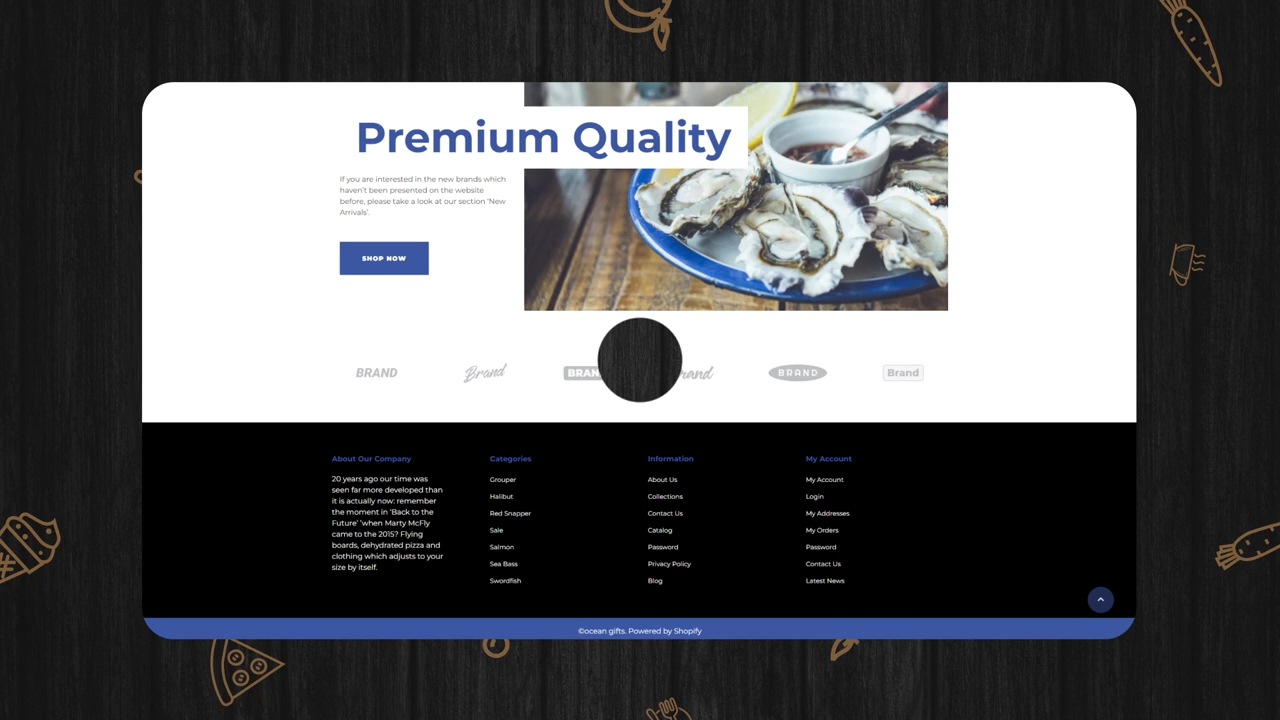 Premium Quality
If you are interested in the new brands which
haven't been presented on the website
before, please take a look at our section 'New
Arrivals'.
SHOP NOW
BRAND
Brand
BRAN
rand
BRAND
Brand
About Our Company
20 years ago our time was
seen far more developed than
it is actually now: remember
the moment in 'Back to the
Future' 'when Marty McFly
came to the 2015? Flying
boards, dehydrated pizza and
clothing which adjusts to your
size by itself.
Categories
Grouper
Halibut
Red Snapper
Sale
Salmon
Sea Bass
Swordfish
Information
About Us
Collections
Contact Us
Catalog
Password
Privacy Policy
Blog
My Account
My Account
Login
My Addresses
My Orders
Password
Contact Us
Latest News
©ocean gifts. Powered by Shopify